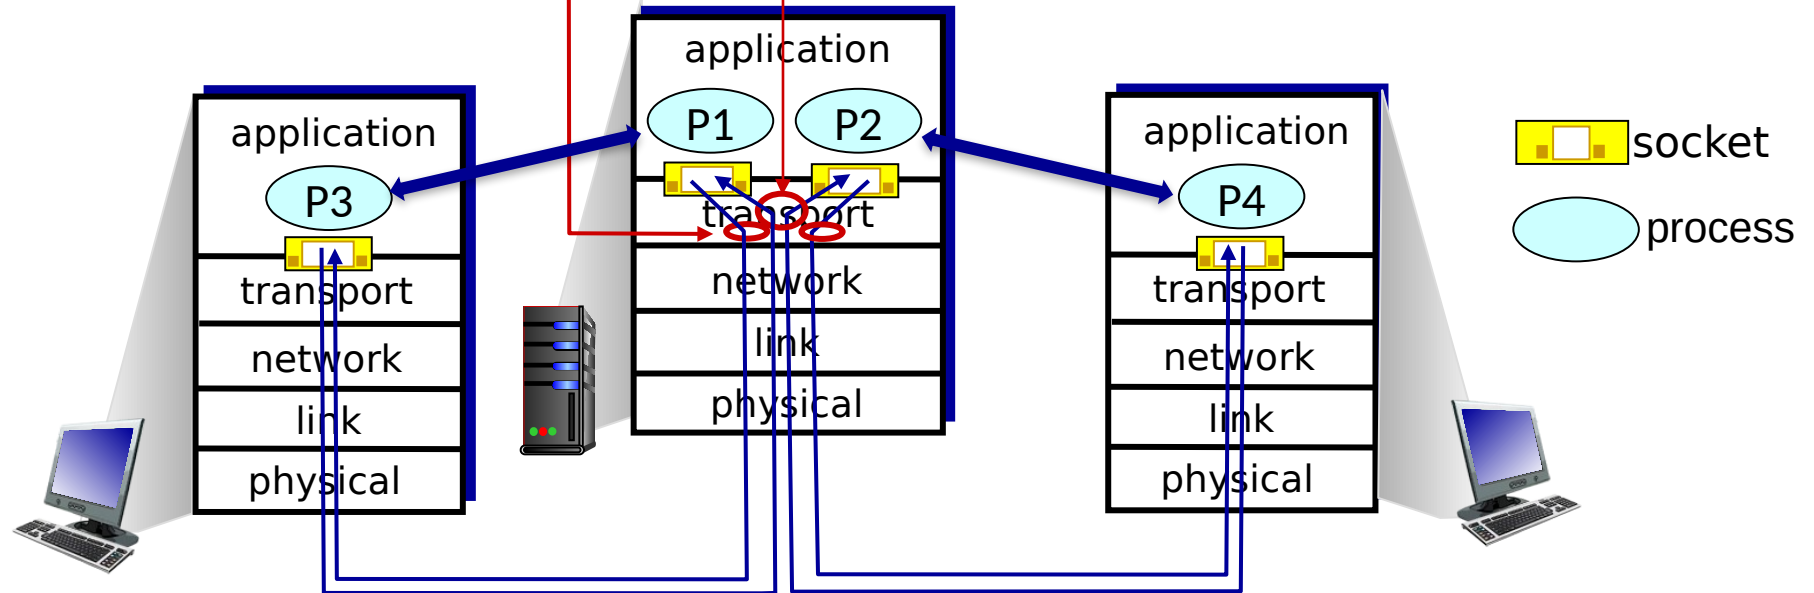 application
P3
transport
network
link
physical
application
P1
P2
transport
network
link
physical
application
P4
transport
network
link
physical
socket
process